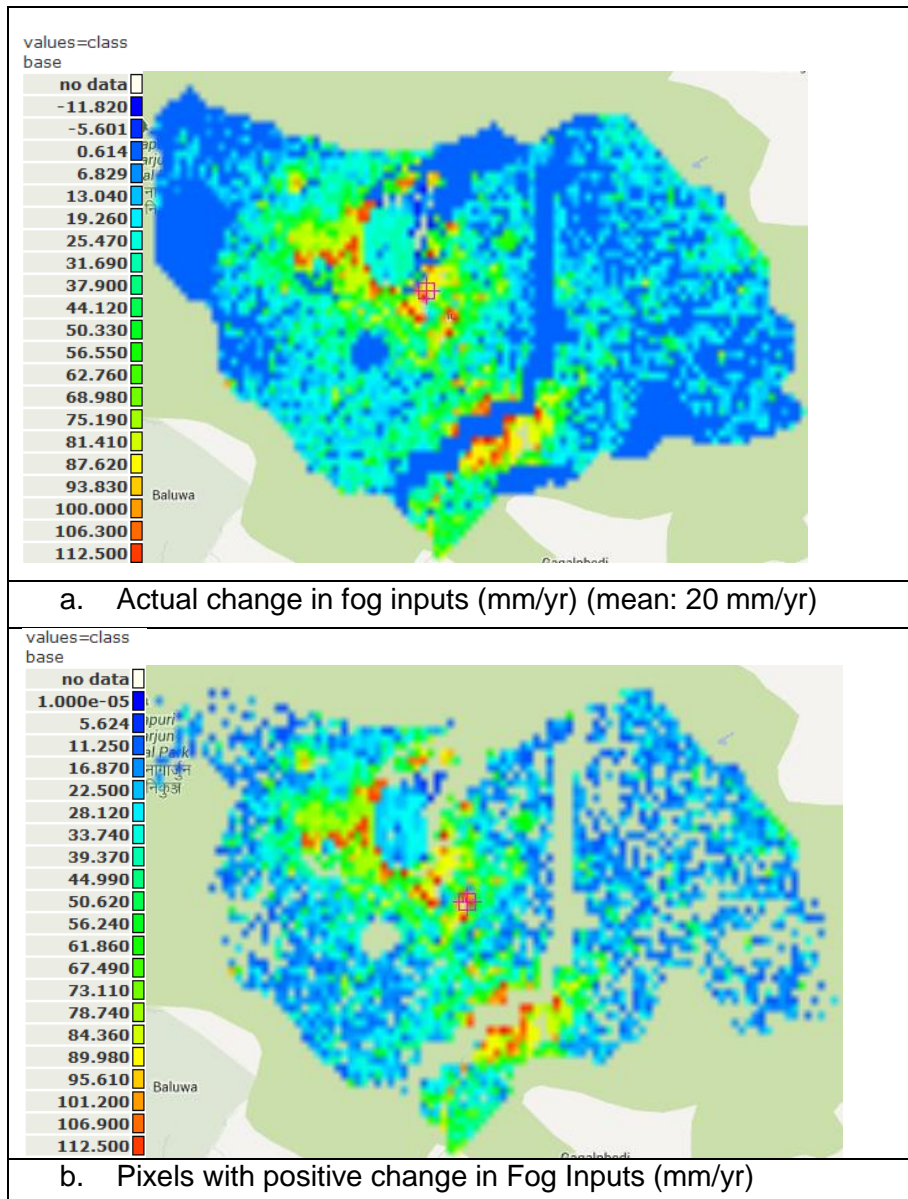 values=class
base
no data
-11.820
-5.601
0.614
6.829
13.040
19.260
25.470
31.690
37.900
44.120
50.330
56.550
62.760
68.980
75.190
81.410
87.620
93.830
100.000
106.300
112.500
Baluwa
a. Actual change in fog inputs (mm/yr) (mean: 20 mm/yr)
values=class
base
no data
1.000e-05
5.624
11.250
16.870
22.500
28.120
33.740
39.370
44.990
50.620
56.240
61.860
67.490
73.110
78.740
84.360
89.980
95.610
101.200
106.900
112.500
puri
rjun
al Park
नागार्जुन
निकुञ्ज
Baluwa
b. Pixels with positive change in Fog Inputs (mm/yr)